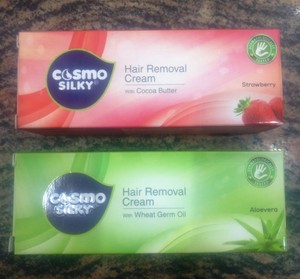 COSMO
SILKY
Hair Removal
Cream
With Cocoa Butter
Strawberry
COSMO
SILKY
Hair Removal
Cream
With Wheat Germ Oil
Aloevera